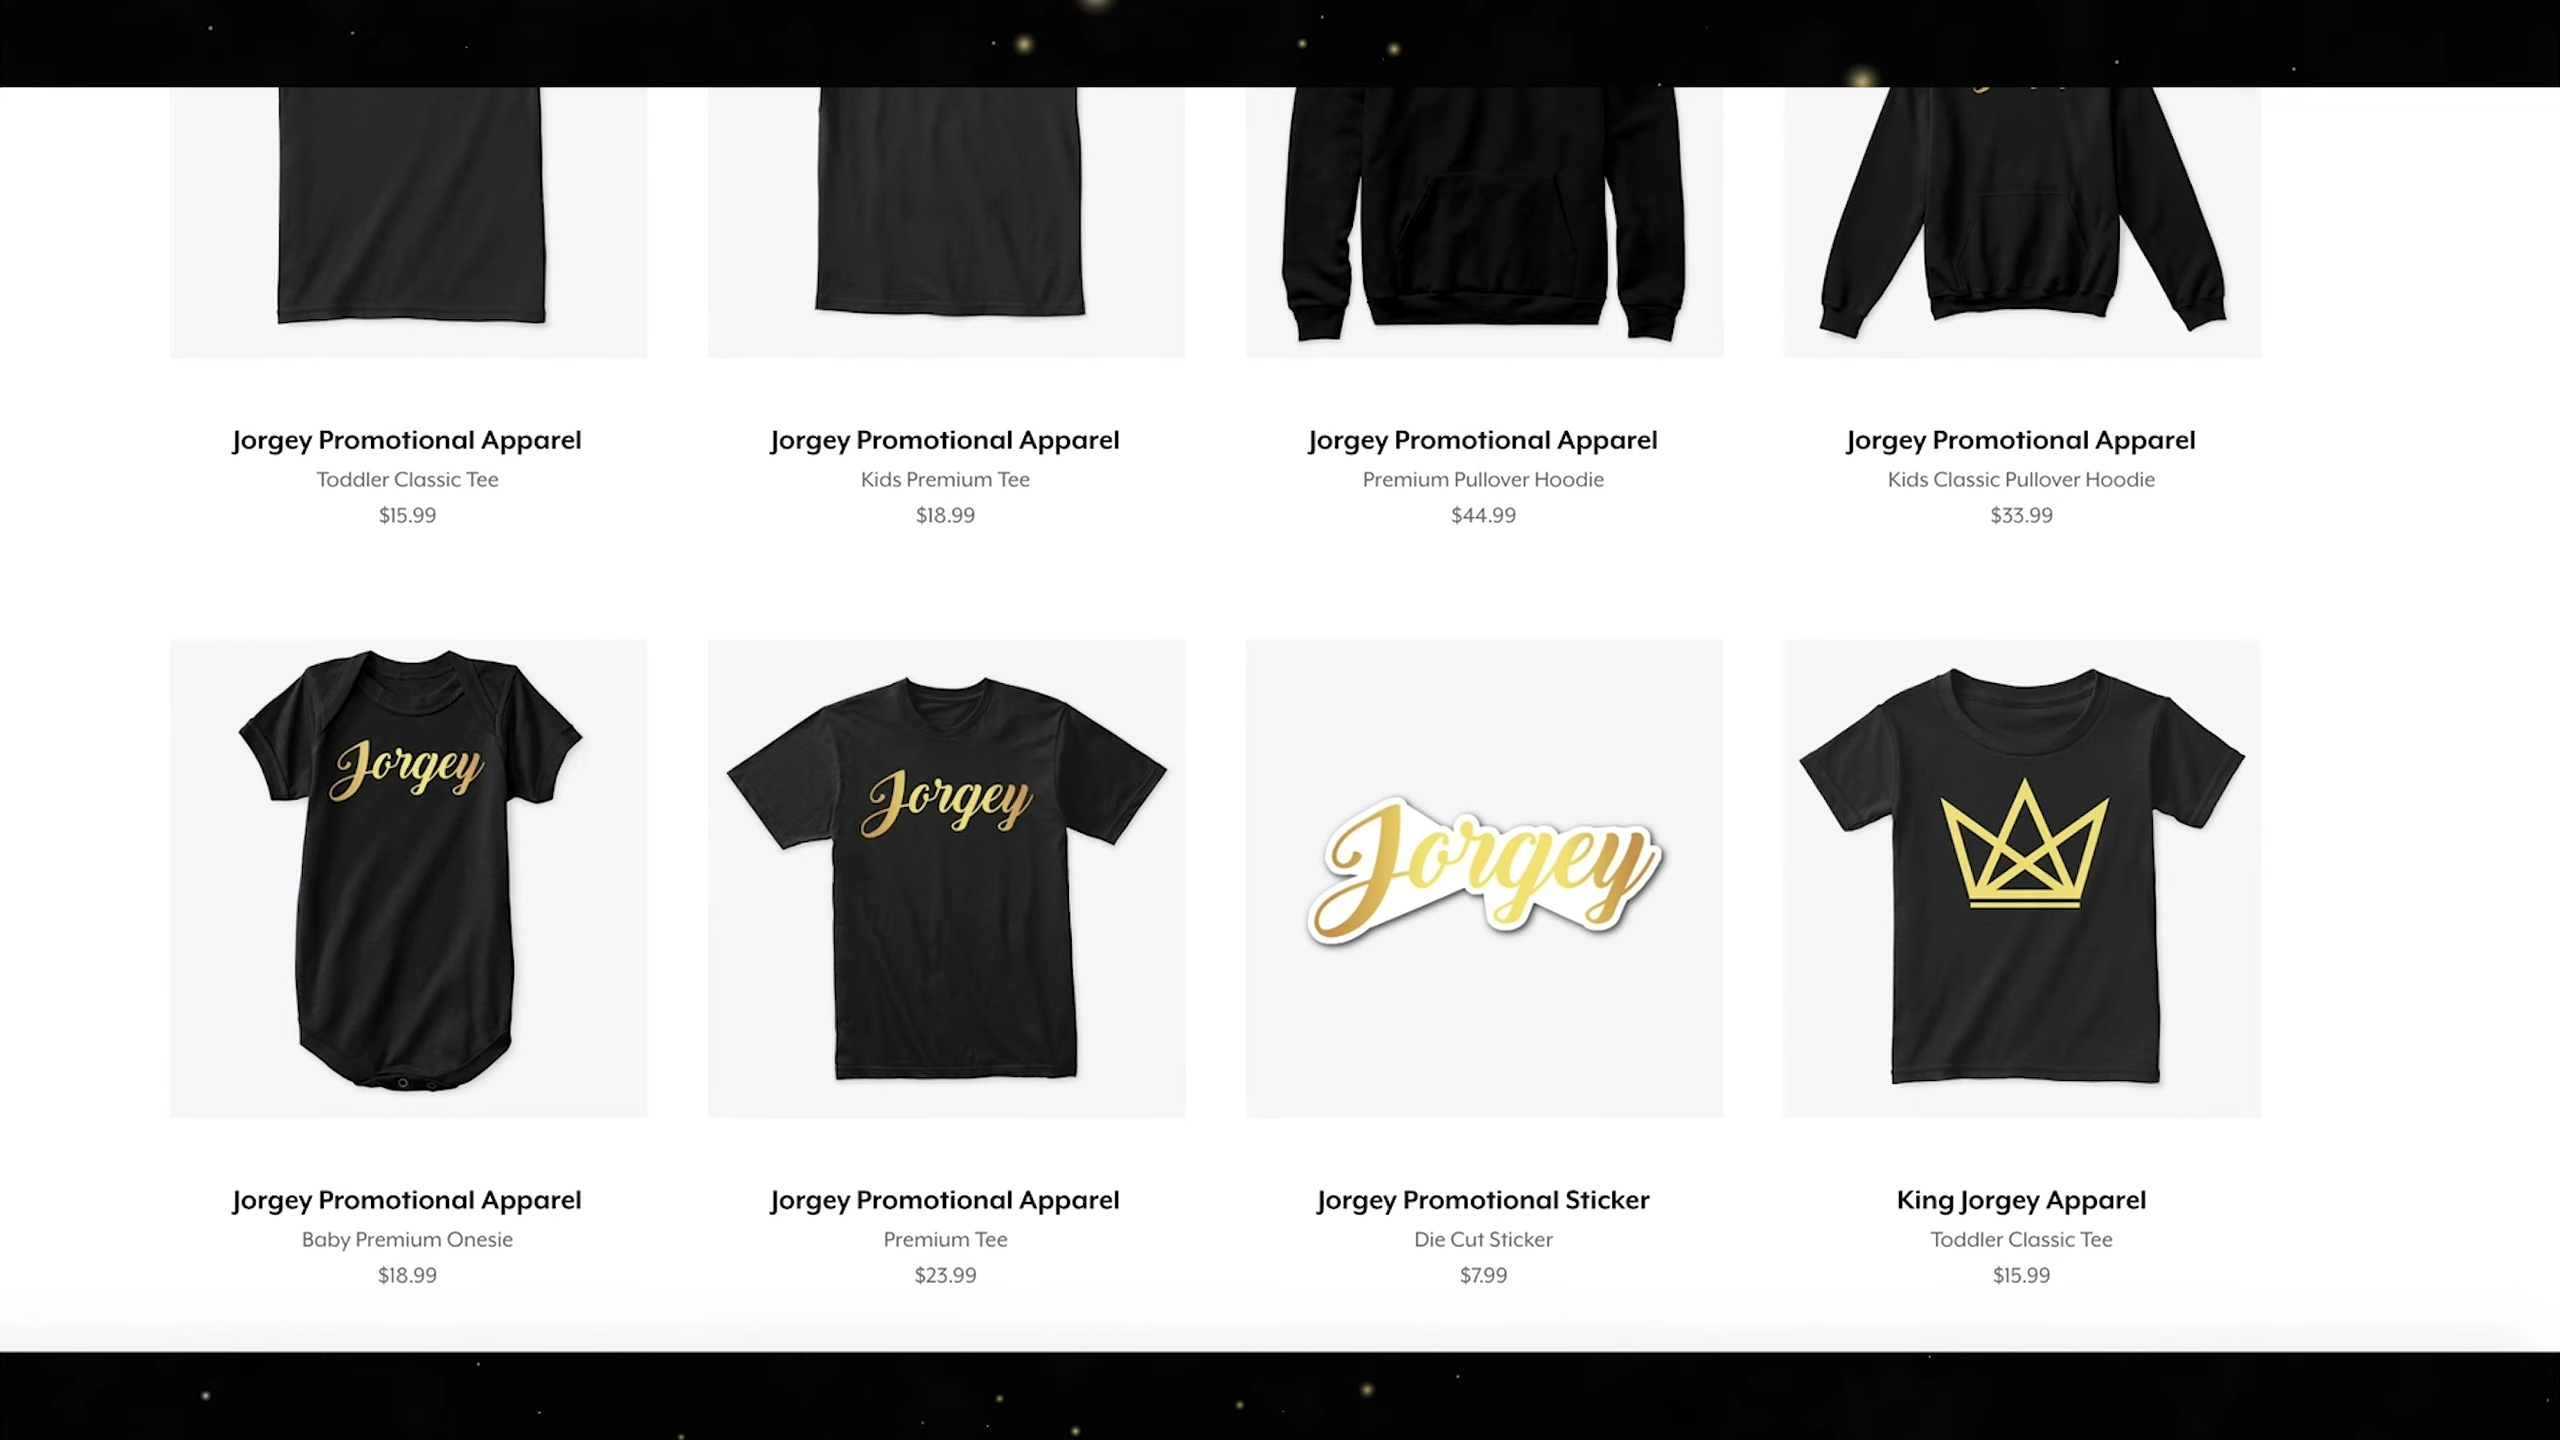 Jorgey Promotional Apparel
Toddler Classic Tee
$15.99
Jorgey Promotional Apparel
Kids Premium Tee
$18.99
Jorgey Promotional Apparel
Premium Pullover Hoodie
$44.99
Jorgey Promotional Apparel
Kids Classic Pullover Hoodie
$33.99
Jorgey
Jorgey Promotional Apparel
Baby Premium Onesie
$18.99
Jorgey
Jorgey Promotional Apparel
Premium Tee
$23.99
Jorgey
Jorgey Promotional Sticker
Die Cut Sticker
$7.99
King Jorgey Apparel
Toddler Classic Tee
$15.99